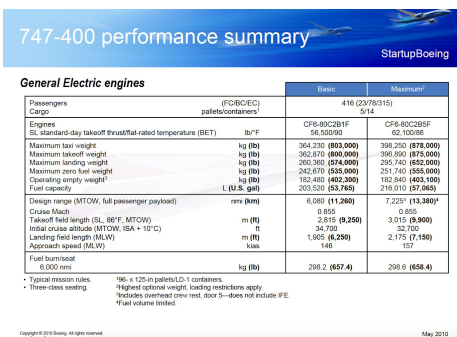 747-400 performance summary
StartupBoeing
General Electric engines
Basic Maximum²
Passengers (FC/BC/EC) 416 (23/78/315)
Cargo pallets/containers¹ 5/14
Engines CF6-80C2B1F CF6-80C2B5F
SL standard-day takeoff thrust/flat-rated temperature (BET) lb/°F 56,500/90 62,100/86
Maximum taxi weight kg (lb) 364,230 (803,000) 398,250 (878,000)
Maximum takeoff weight kg (lb) 362,870 (800,000) 396,890 (875,000)
Maximum landing weight kg (lb) 260,360 (574,000) 295,740 (652,000)
Maximum zero fuel weight kg (lb) 242,670 (535,000) 251,740 (555,000)
Operating empty weight³ kg (lb) 182,480 (402,300) 182,840 (403,100)
Fuel capacity L (U.S. gal) 203,520 (53,765) 216,010 (57,065)
Design range (MTOW, full passenger payload) nmi (km) 6,080 (11,260) 7,225⁴ (13,380)⁴
Cruise Mach 0.855 0.855
Takeoff field length (SL, 86°F, MTOW) m (ft) 2,815 (9,250) 3,015 (9,900)
Initial cruise altitude (MTOW, ISA + 10°C) ft 34,700 32,700
Landing field length (MLW) m (ft) 1,905 (6,250) 2,175 (7,150)
Approach speed (MLW) kias 146 157
Fuel burn/seat
6,000 nmi kg (lb) 298.2 (657.4) 298.6 (658.4)
• Typical mission rules. ¹96- x 125-in pallets/LD-1 containers.
• Three-class seating. ²Highest optional weight, loading restrictions apply.
³Includes overhead crew rest, door 5—does not include IFE.
⁴Fuel volume limited.
Copyright © 2010 Boeing. All rights reserved. May 2010